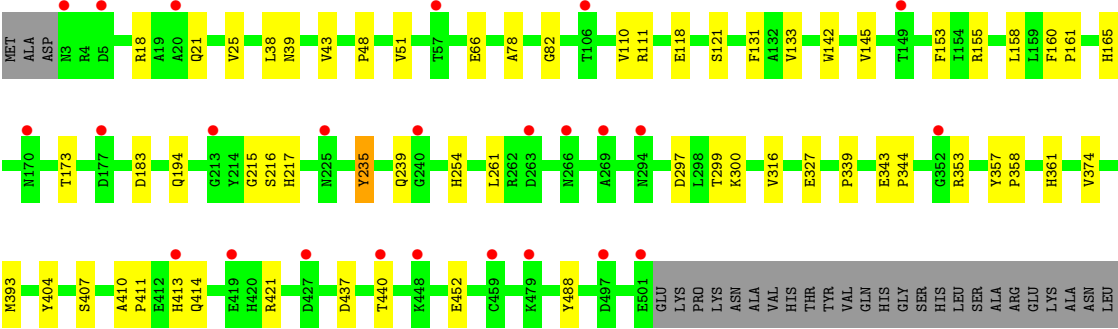 MET ALA ASP N3 R4 D5 R18 A19 A20 Q21 V25 L38 N39 V43 P48 V51 T57 E66 A78 G82 T106 V110 R111 E118 S121 F131 A132 V133 W142 V145 T149 F153 I154 R155 L158 L159 F160 P161 H165
N170 T173 D177 D183 Q194 G213 Y214 G215 S216 H217 N225 Y235 Q239 G240 H254 L261 R262 D263 N266 A269 N294 D297 L298 T299 K300 V316 E327 P339 E343 P344 G352 R353 Y357 P358 H361 V374
M393 Y404 S407 A410 P411 E412 H413 Q414 E419 H420 R421 D427 D437 T440 K448 E452 C459 K479 Y488 D497 E501 GLU LYS PRO LYS ASN ALA VAL HIS THR TYR VAL GLN HIS GLY SER HIS LEU SER ALA ARG GLU LYS ALA ASN LEU